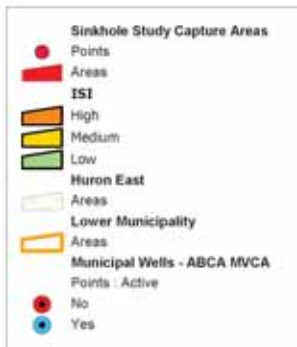 Sinkhole Study Capture Areas
Points
Areas
ISI
High
Medium
Low
Huron East
Areas
Lower Municipality
Areas
Municipal Wells - ABCA MVCA
Points : Active
No
Yes